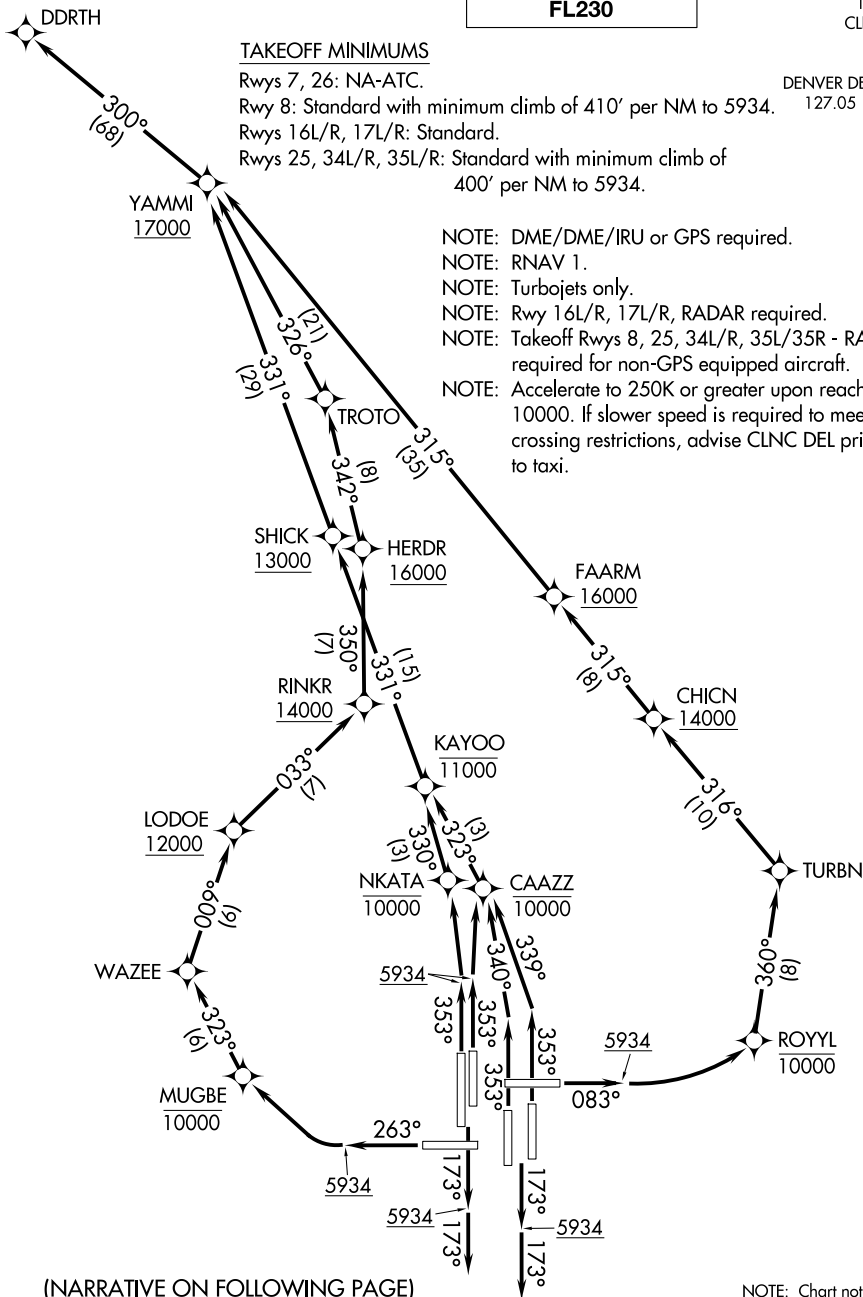 DDRTH
FL230
CL
TAKEOFF MINIMUMS
Rwys 7, 26: NA-ATC.
Rwy 8: Standard with minimum climb of 410' per NM to 5934.
Rwys 16L/R, 17L/R: Standard.
Rwys 25, 34L/R, 35L/R: Standard with minimum climb of
400' per NM to 5934.
DENVER DE
127.05
300°
(68)
YAMMI
17000
NOTE: DME/DME/IRU or GPS required.
NOTE: RNAV 1.
NOTE: Turbojets only.
NOTE: Rwy 16L/R, 17L/R, RADAR required.
NOTE: Takeoff Rwys 8, 25, 34L/R, 35L/35R - RA
required for non-GPS equipped aircraft.
NOTE: Accelerate to 250K or greater upon reach
10000. If slower speed is required to mee
crossing restrictions, advise CLNC DEL pri
to taxi.
(21)
326°
331°
(29)
TROTO
315°
(35)
(8)
342°
SHICK
13000
HERDR
16000
FAARM
16000
350°
(7)
(15)
331°
315°
(8)
RINKR
14000
CHICN
14000
KAYOO
11000
033°
(7)
316°
(10)
LODOE
12000
(3)
323°
330°
(3)
NKATA
10000
CAAZZ
10000
TURBN
009°
(9)
339°
340°
360°
(8)
WAZEE
5934
323°
(6)
353°
353°
353°
353°
5934
ROYYL
10000
MUGBE
10000
083°
263°
5934
173°
173°
5934
5934
173°
173°
(NARRATIVE ON FOLLOWING PAGE)
NOTE: Chart not